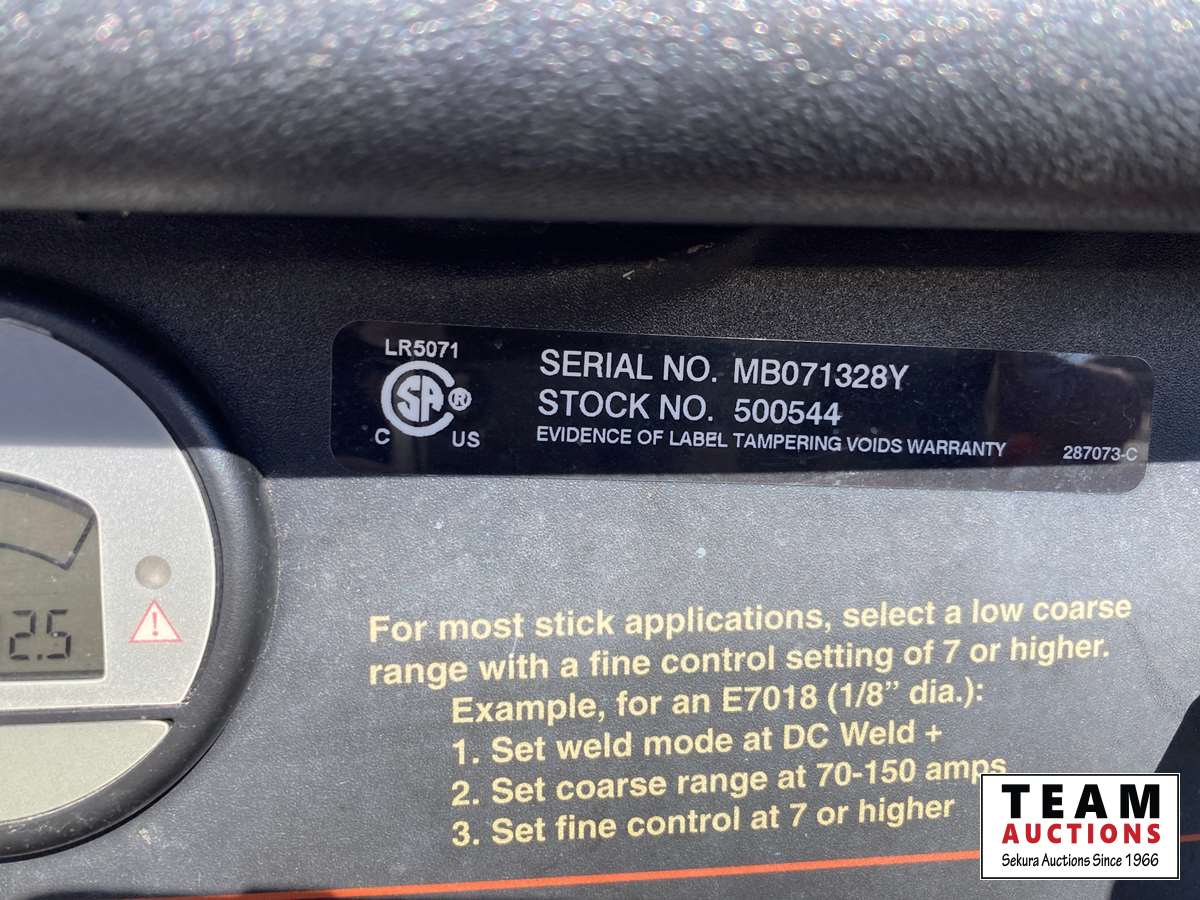 LR5071
SA ®
C US
SERIAL NO. MB071328Y
STOCK NO. 500544
EVIDENCE OF LABEL TAMPERING VOIDS WARRANTY
287073-C
2.5
!
For most stick applications, select a low coarse
range with a fine control setting of 7 or higher.
Example, for an E7018 (1/8” dia.):
1. Set weld mode at DC Weld +
2. Set coarse range at 70-150 amps
3. Set fine control at 7 or higher
TEAM
AUCTIONS
Sekura Auctions Since 1966